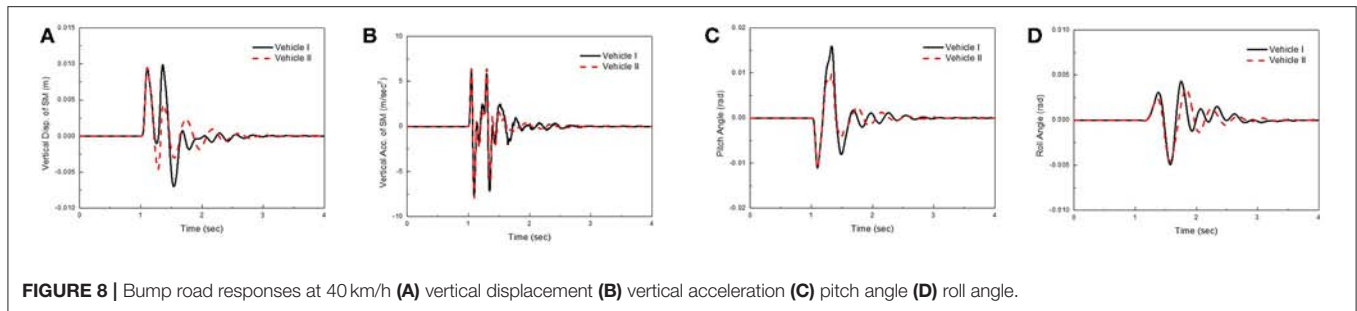 A
Vertical Disp. of SM (m)
0.015
0.010
0.005
0.000
-0.005
-0.010
0
1
2
3
4
Time (sec)
Vehicle I
Vehicle II
B
Vertical Acc. of SM (m/sec²)
10
5
0
-5
-10
0
1
2
3
4
Time (sec)
Vehicle I
Vehicle II
C
Pitch Angle (rad)
0.02
0.01
0.00
-0.01
-0.02
0
1
2
3
4
Time (sec)
Vehicle I
Vehicle II
D
Roll Angle (rad)
0.010
0.005
0.000
-0.005
-0.010
0
1
2
3
4
Time (sec)
Vehicle I
Vehicle II
FIGURE 8 | Bump road responses at 40 km/h (A) vertical displacement (B) vertical acceleration (C) pitch angle (D) roll angle.